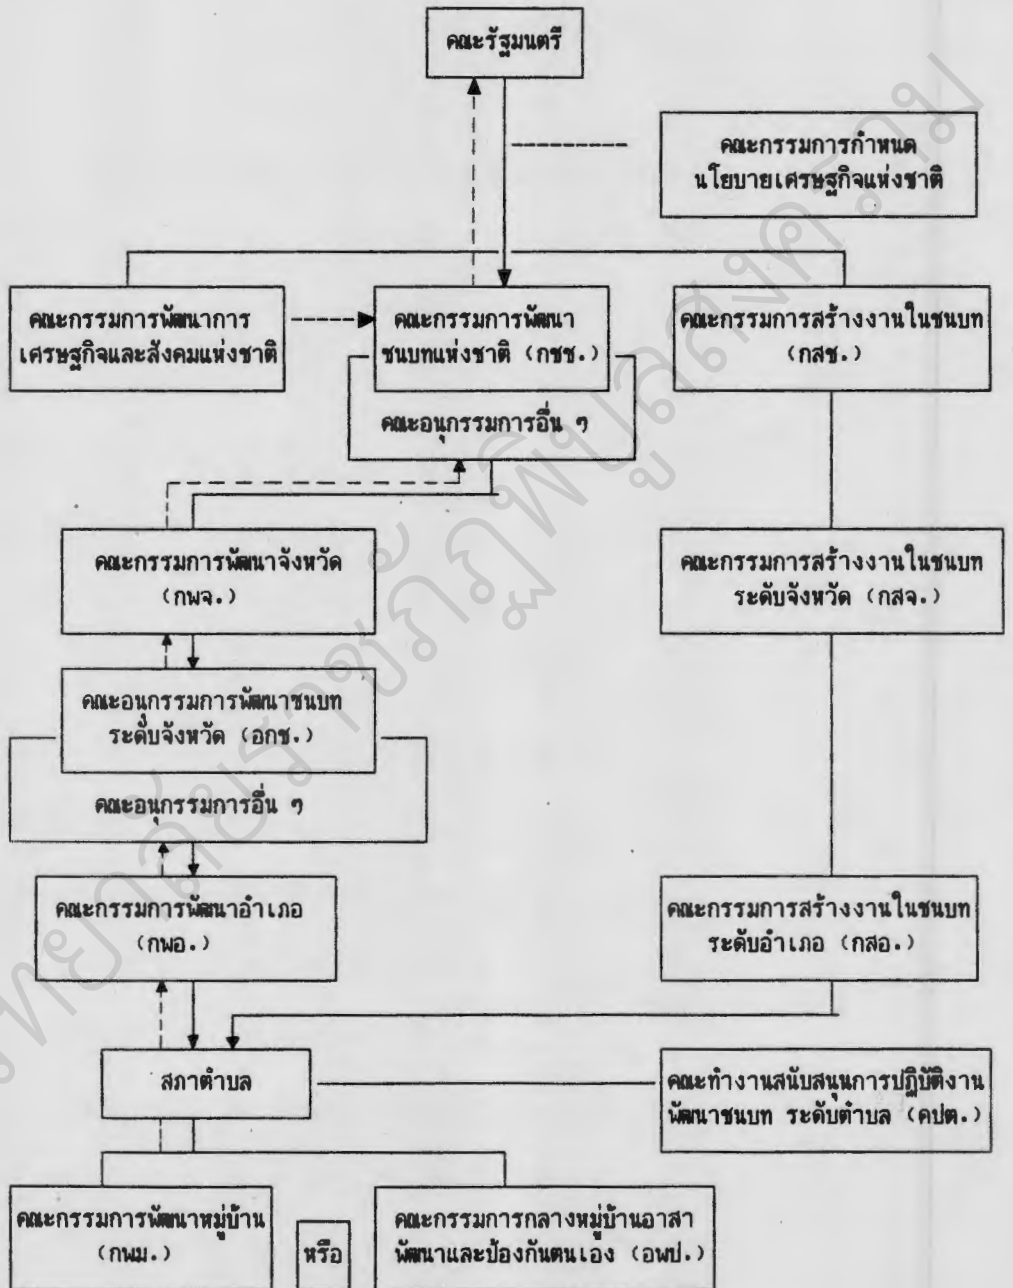 คณะรัฐมนตรี
คณะกรรมการกำหนด
นโยบายเศรษฐกิจแห่งชาติ
คณะกรรมการพัฒนาการ
เศรษฐกิจและสังคมแห่งชาติ
คณะกรรมการพัฒนา
ชนบทแห่งชาติ (กชช.)
คณะกรรมการสร้างงานในชนบท
(กสช.)
คณะอนุกรรมการอื่น ๆ
คณะกรรมการพัฒนาจังหวัด
(กพจ.)
คณะกรรมการสร้างงานในชนบท
ระดับจังหวัด (กสจ.)
คณะอนุกรรมการพัฒนาชนบท
ระดับจังหวัด (อกช.)
คณะอนุกรรมการอื่น ๆ
คณะกรรมการพัฒนาอำเภอ
(กพอ.)
คณะกรรมการสร้างงานในชนบท
ระดับอำเภอ (กสอ.)
สภาตำบล
คณะทำงานสนับสนุนการปฏิบัติงาน
พัฒนาชนบท ระดับตำบล (คปต.)
คณะกรรมการพัฒนาหมู่บ้าน
(กพม.)
หรือ
คณะกรรมการกลางหมู่บ้านอาสา
พัฒนาและป้องกันตนเอง (อพป.)
ทยาลัยราชภัฏพิบูลสงคราม